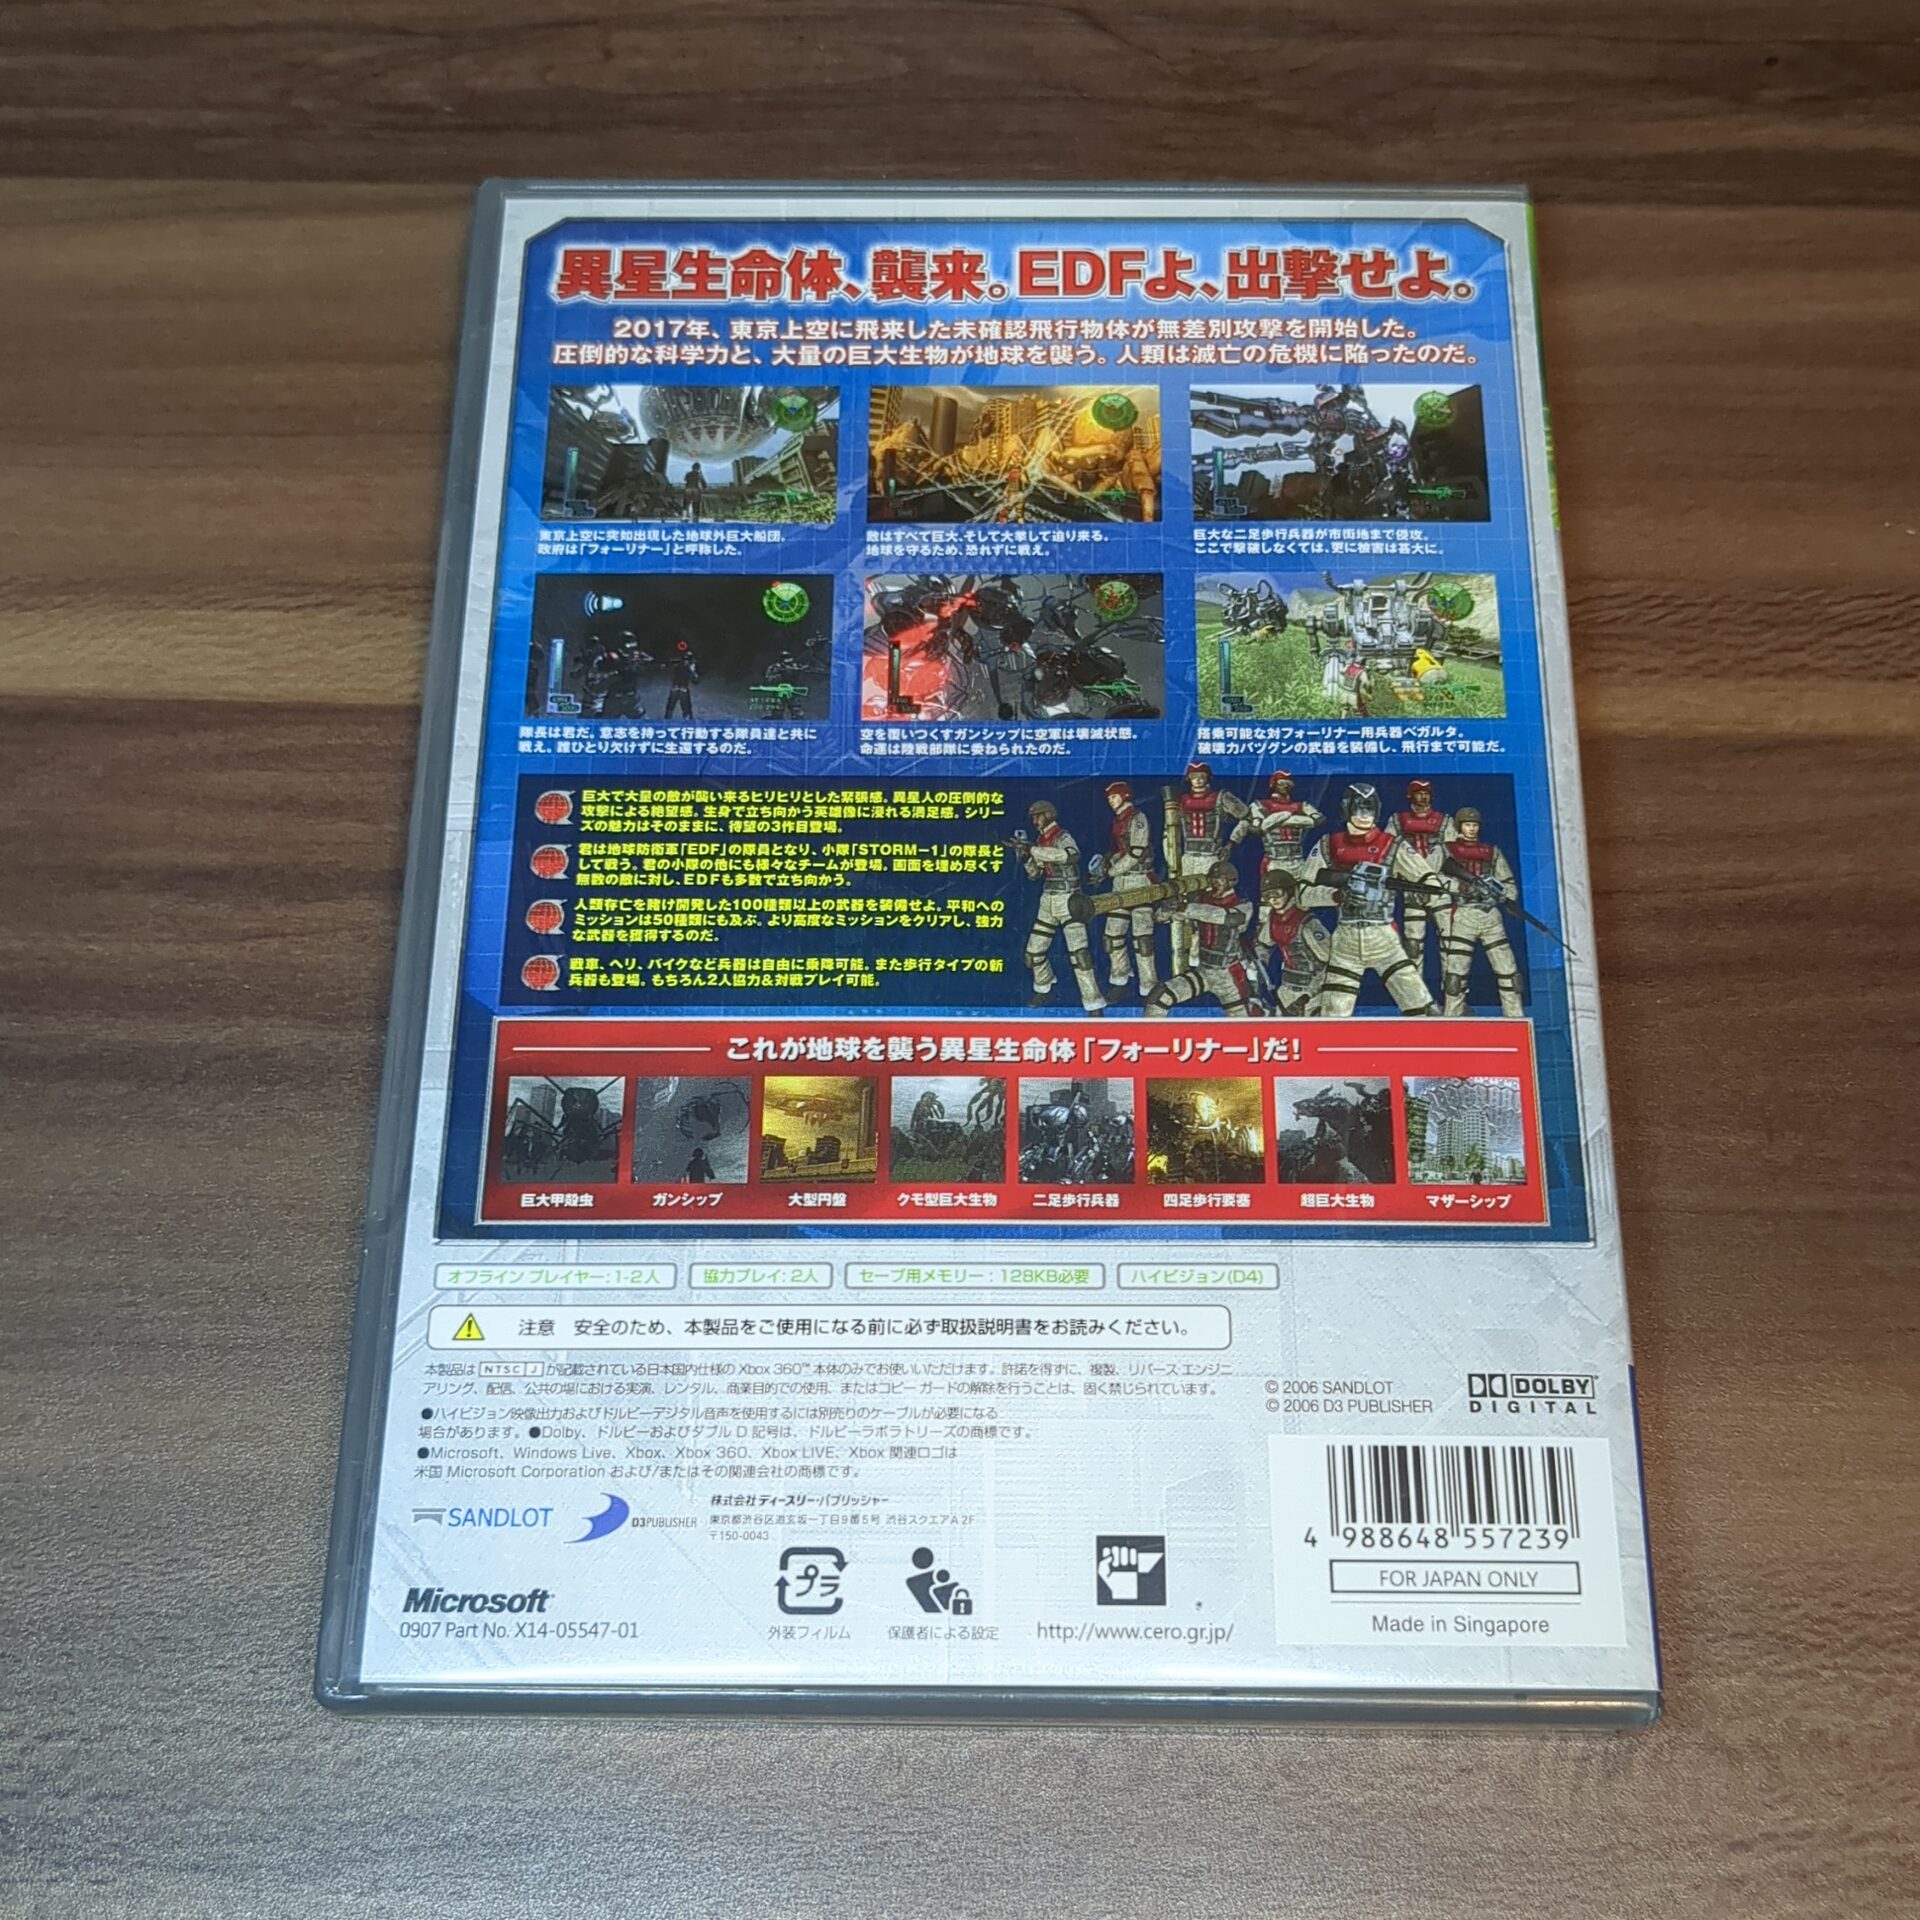 異星生命体、襲来。EDFよ、出撃せよ。
2017年、東京上空に飛来した未確認飛行物体が無差別攻撃を開始した。
圧倒的な科学力と、大量の巨大生物が地球を襲う。人類は滅亡の危機に陥ったのだ。
東京上空に突如出現した地球外巨大船団。
政府は「フォーリナー」と呼称した。
敵はすべて巨大、そして大挙して迫り来る。
地球を守るため、恐れずに戦え。
巨大な二足歩行兵器が市街地まで侵攻。
ここで撃破しなくては、更に被害は甚大に。
隊長は君だ。意志を持って行動する隊員達と共に
戦え。誰ひとり欠けずに生還するのだ。
空を覆いつくすガンシップに空軍は壊滅状態。
命運は陸戦部隊に委ねられたのだ。
搭乗可能な対フォーリナー用兵器ベガルタ。
破壊力バツグンの武器を装備し、飛行まで可能だ。
巨大で大量の敵が襲い来るヒリヒリとした緊張感。異星人の圧倒的な
攻撃による絶望感。生身で立ち向かう英雄像に浸れる満足感。シリー
ズの魅力はそのままに、待望の3作目登場。
君は地球防衛軍「EDF」の隊員となり、小隊「STORM-1」の隊長と
して戦う。君の小隊の他にも様々なチームが登場。画面を埋め尽くす
無数の敵に対し、EDFも多数で立ち向かう。
人類存亡を賭け開発した100種類以上の武器を装備せよ。平和への
ミッションは50種類にも及ぶ。より高度なミッションをクリアし、強力
な武器を獲得するのだ。
戦車、ヘリ、バイクなど兵器は自由に乗降可能。また歩行タイプの新
兵器も登場。もちろん2人協力&対戦プレイ可能。
これが地球を襲う異星生命体「フォーリナー」だ!
巨大甲殻虫
ガンシップ
大型円盤
クモ型巨大生物
二足歩行兵器
四足歩行要塞
超巨大生物
マザーシップ
オフライン プレイヤー:1-2人
協力プレイ:2人
セーブ用メモリー:128KB必要
ハイビジョン(D4)
注意 安全のため、本製品をご使用になる前に必ず取扱説明書をお読みください。
本製品は NTSC J が記載されている日本国内仕様の Xbox 360™ 本体のみでお使いいただけます。許諾を得ずに、複製、リバース エンジニ
アリング、配信、公共の場における実演、レンタル、商業目的での使用、またはコピー ガードの解除を行うことは、固く禁じられています。
●ハイビジョン映像出力およびドルビーデジタル音声を使用するには別売りのケーブルが必要になる
場合があります。●Dolby、ドルビーおよびダブル D 記号は、ドルビーラボラトリーズの商標です。
●Microsoft、Windows Live、Xbox、Xbox 360、Xbox LIVE、Xbox 関連ロゴは
米国 Microsoft Corporation および/またはその関連会社の商標です。
© 2006 SANDLOT
© 2006 D3 PUBLISHER
DOLBY
DIGITAL
SANDLOT
D3PUBLISHER
株式会社ディースリー・パブリッシャー
東京都渋谷区道玄坂一丁目9番5号 渋谷スクエアA 2F
〒150-0043
4 988648 557239
FOR JAPAN ONLY
Made in Singapore
Microsoft
0907 Part No. X14-05547-01
プラ
外装フィルム
保護者による設定
http://www.cero.gr.jp/